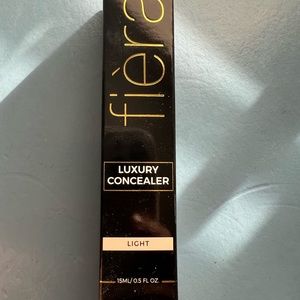 fièra
LUXURY
CONCEALER
LIGHT
15ML/ 0.5 FL OZ.